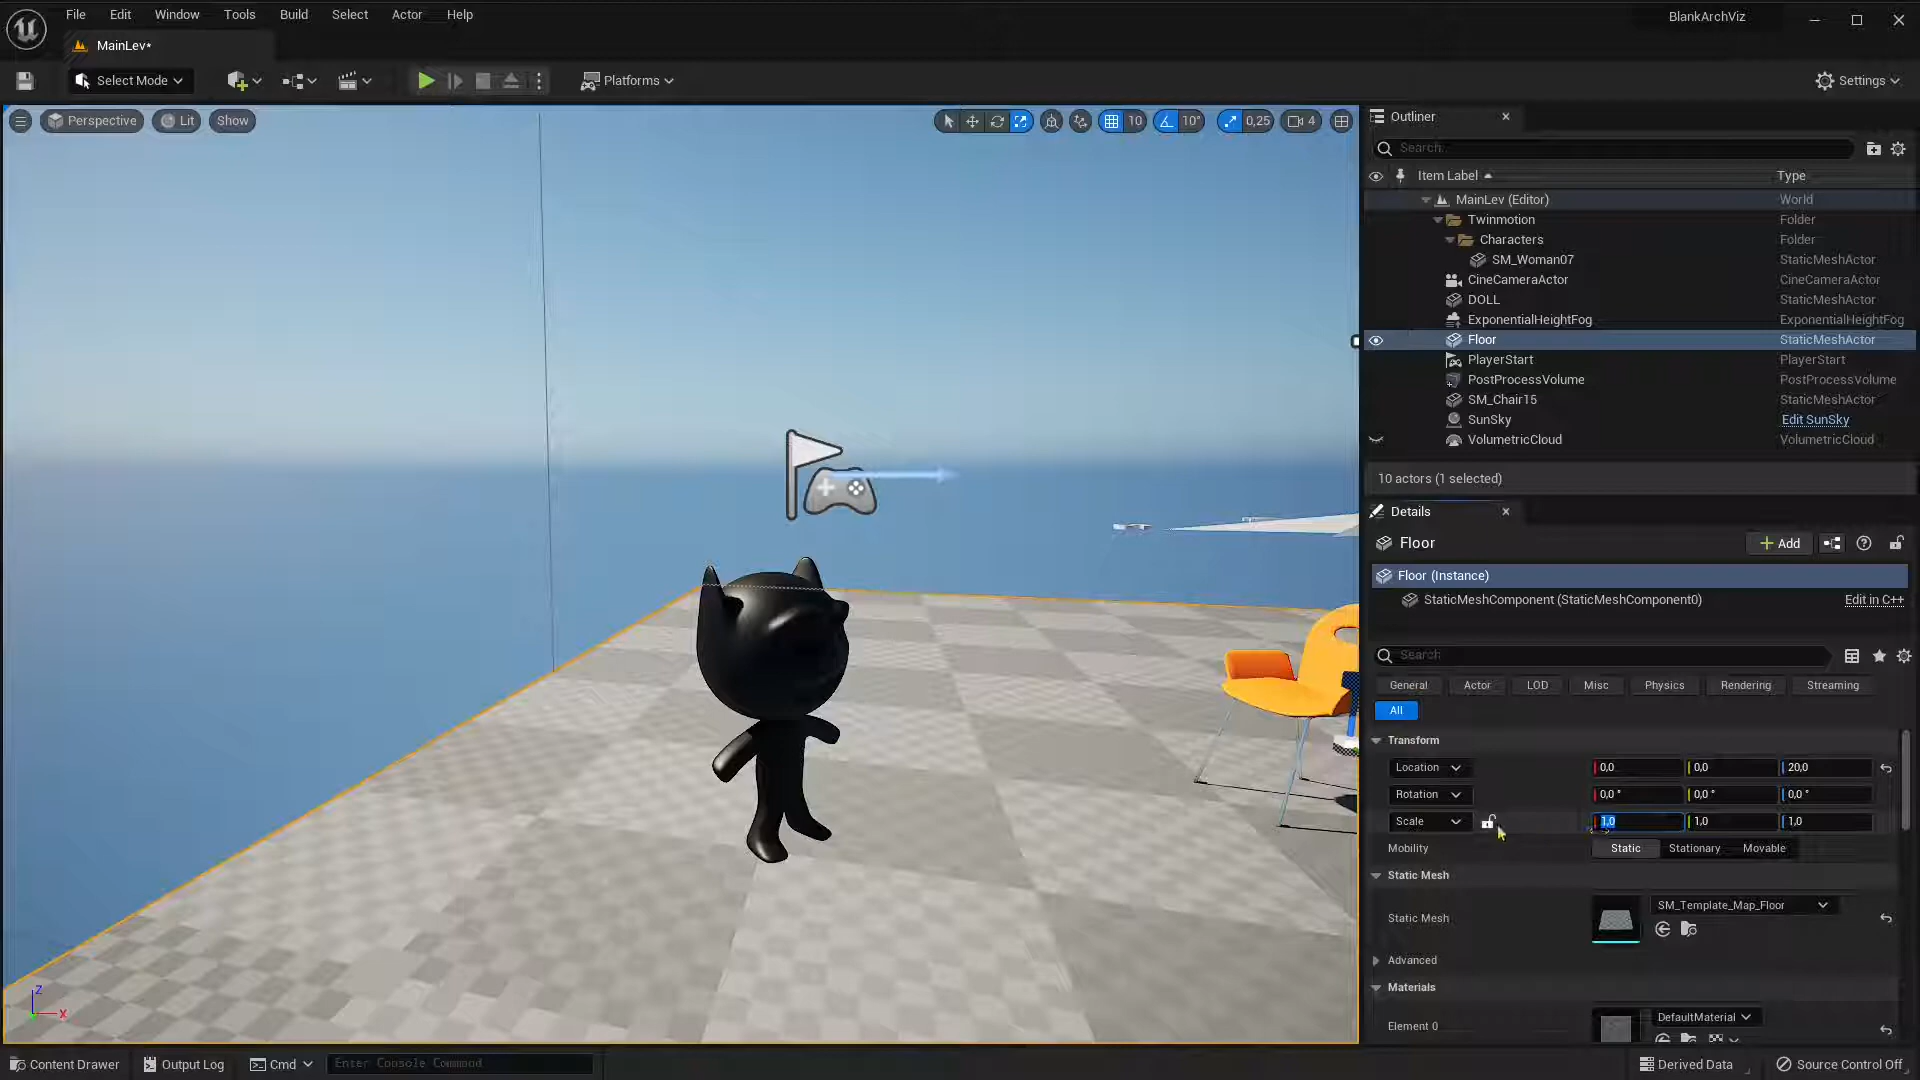 File Edit Window Tools Build Select Actor Help
BlankArchViz
MainLev*
Select Mode
Platforms
Settings
Perspective Lit Show
10 10° 0,25 4
Outliner
Search...
Item Label Type
MainLev (Editor) World
Twinmotion Folder
Characters Folder
SM_Woman07 StaticMeshActor
CineCameraActor CineCameraActor
DOLL StaticMeshActor
ExponentialHeightFog ExponentialHeightFog
Floor StaticMeshActor
PlayerStart PlayerStart
PostProcessVolume PostProcessVolume
SM_Chair15 StaticMeshActor
SunSky Edit SunSky
VolumetricCloud VolumetricCloud
10 actors (1 selected)
Details
Floor
Add
Floor (Instance)
StaticMeshComponent (StaticMeshComponent0) Edit in C++
Search
General Actor LOD Misc Physics Rendering Streaming
All
Transform
Location 0,0 0,0 20,0
Rotation 0,0 ° 0,0 ° 0,0 °
Scale 1,0 1,0 1,0
Mobility Static Stationary Movable
Static Mesh
Static Mesh SM_Template_Map_Floor
Advanced
Materials
Element 0 DefaultMaterial
Z
X
Content Drawer Output Log Cmd Enter Console Command Derived Data Source Control Off